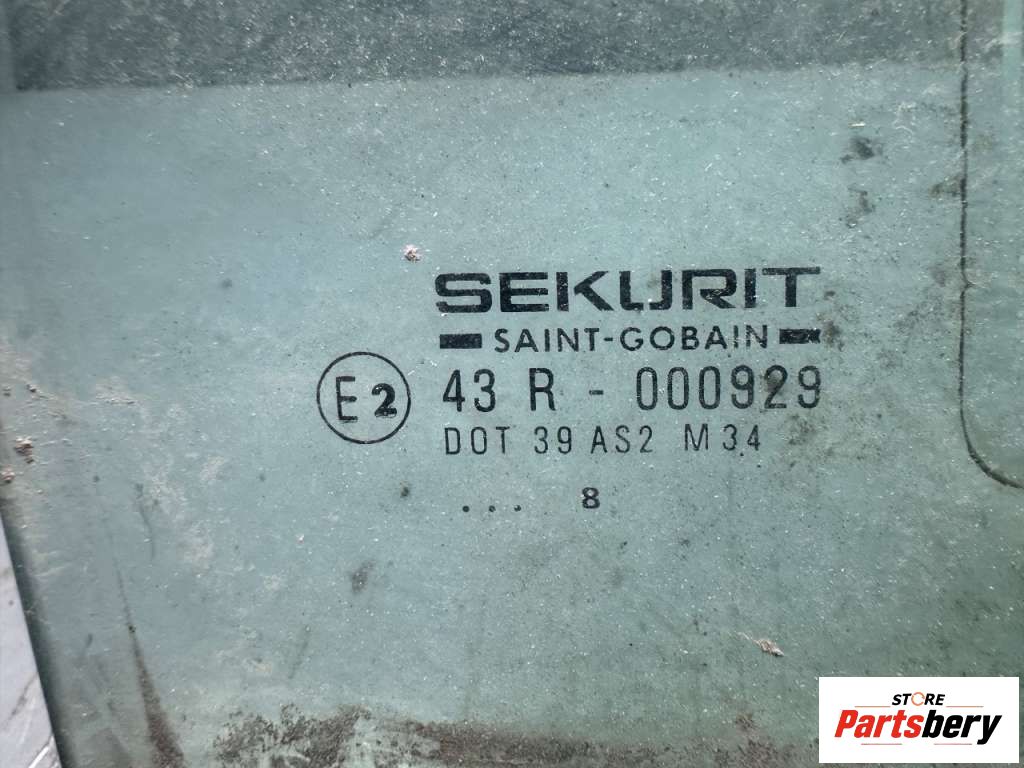 SEKURIT
SAINT-GOBAIN
E2 43 R - 000929
DOT 39 AS2 M34
... 8
STORE
Partsbery